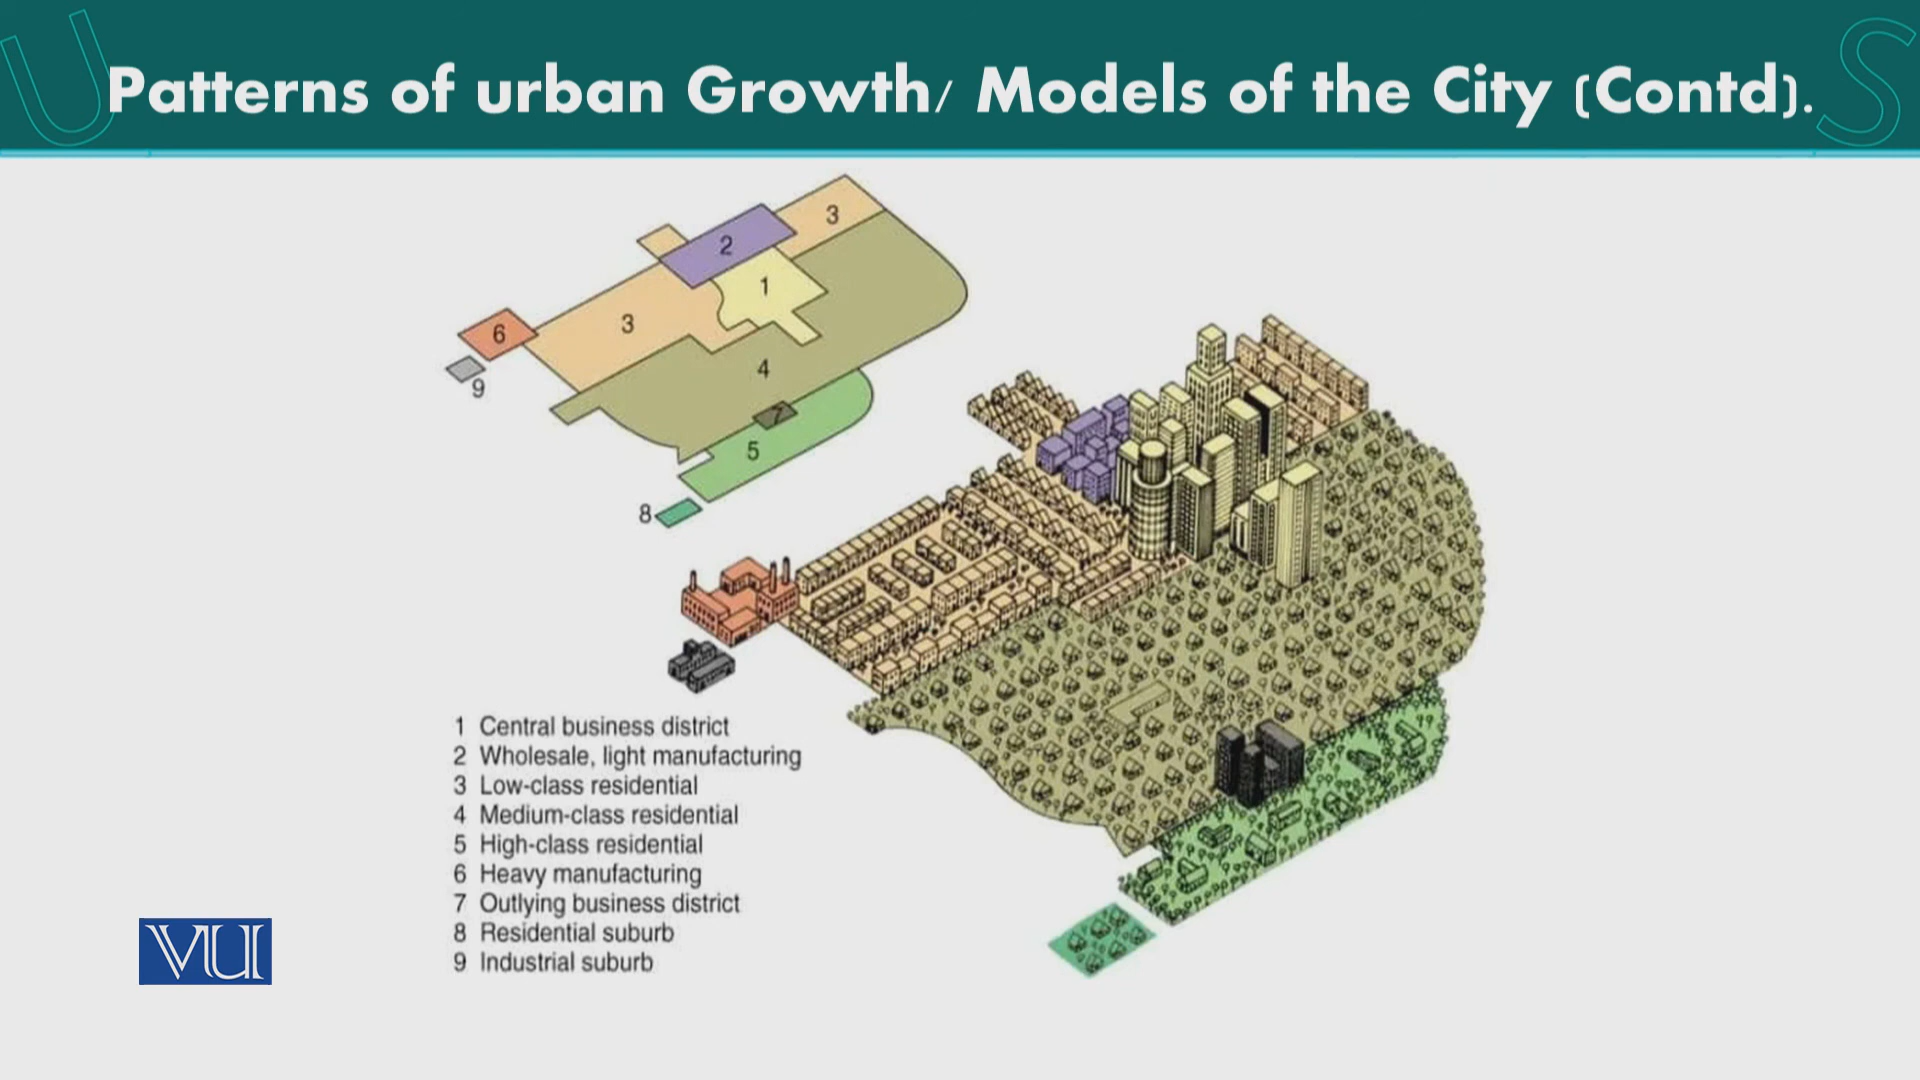 Patterns of urban Growth/ Models of the City (Contd).
U
S
3
2
1
3
6
4
9
7
5
8
1 Central business district
2 Wholesale, light manufacturing
3 Low-class residential
4 Medium-class residential
5 High-class residential
6 Heavy manufacturing
7 Outlying business district
8 Residential suburb
9 Industrial suburb
VU